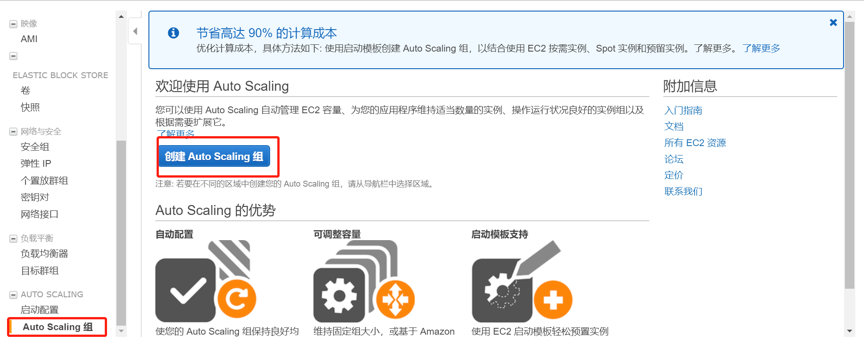 映像
AMI
ELASTIC BLOCK STORE
卷
快照
网络与安全
安全组
弹性 IP
个置放群组
密钥对
网络接口
负载平衡
负载均衡器
目标群组
AUTO SCALING
启动配置
Auto Scaling 组
节省高达 90% 的计算成本
优化计算成本，具体方法如下: 使用启动模板创建 Auto Scaling 组，以结合使用 EC2 按需实例、Spot 实例和预留实例。了解更多。 了解更多
欢迎使用 Auto Scaling
您可以使用 Auto Scaling 自动管理 EC2 容量、为您的应用程序维持适当数量的实例、操作运行状况良好的实例组以及
根据需要扩展它。
了解更多
创建 Auto Scaling 组
注意: 若要在不同的区域中创建您的 Auto Scaling 组，请从导航栏中选择区域。
Auto Scaling 的优势
自动配置
使您的 Auto Scaling 组保持良好均
可调整容量
维持固定组大小，或基于 Amazon
启动模板支持
使用 EC2 启动模板轻松预置实例
附加信息
入门指南
文档
所有 EC2 资源
论坛
定价
联系我们